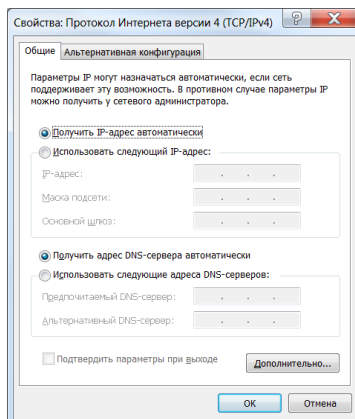 Свойства: Протокол Интернета версии 4 (TCP/IPv4)
Общие Альтернативная конфигурация
Параметры IP могут назначаться автоматически, если сеть
поддерживает эту возможность. В противном случае параметры IP
можно получить у сетевого администратора.
Получить IP-адрес автоматически
Использовать следующий IP-адрес:
IP-адрес:
Маска подсети:
Основной шлюз:
Получить адрес DNS-сервера автоматически
Использовать следующие адреса DNS-серверов:
Предпочитаемый DNS-сервер:
Альтернативный DNS-сервер:
Подтвердить параметры при выходе
Дополнительно...
ОК Отмена